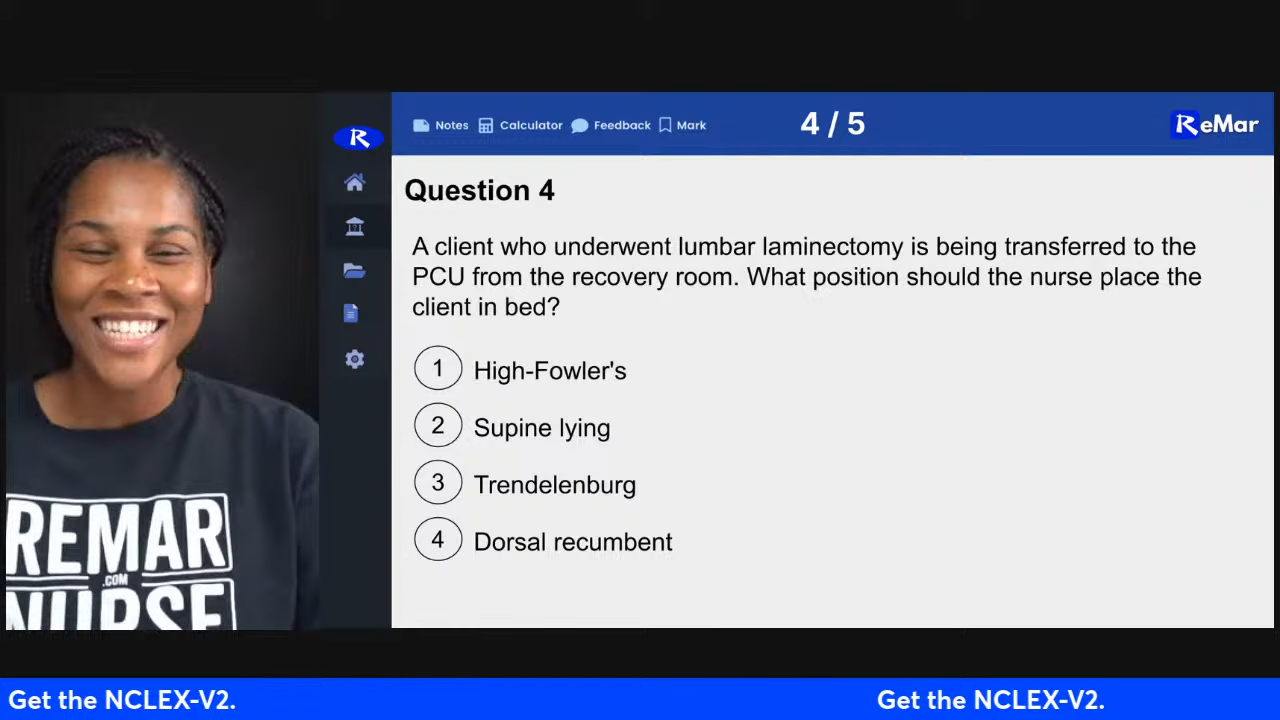 Notes Calculator Feedback Mark 4 / 5 ReMar
R
Question 4
A client who underwent lumbar laminectomy is being transferred to the
PCU from the recovery room. What position should the nurse place the
client in bed?
1 High-Fowler's
2 Supine lying
3 Trendelenburg
4 Dorsal recumbent
REMAR
.COM
NURSE
Get the NCLEX-V2. Get the NCLEX-V2.